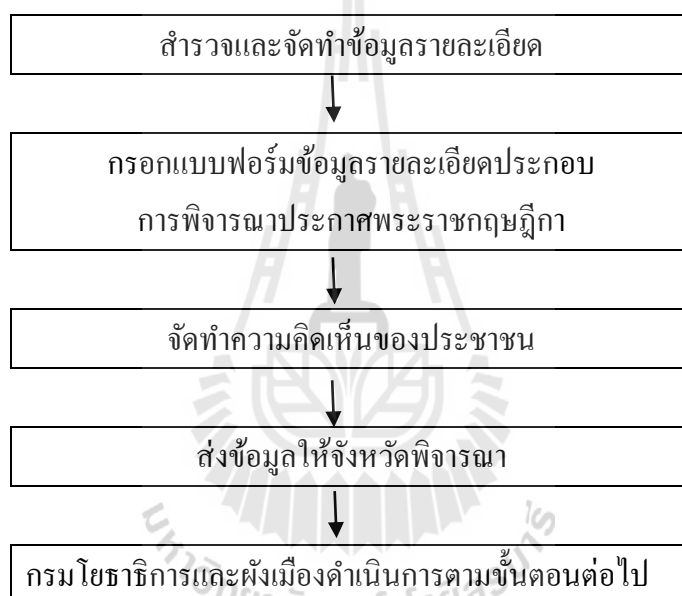 สำรวจและจัดทำข้อมูลรายละเอียด
กรอกแบบฟอร์มข้อมูลรายละเอียดประกอบ
การพิจารณาประกาศพระราชกฤษฎีกา
จัดทำความคิดเห็นของประชาชน
ส่งข้อมูลให้จังหวัดพิจารณา
กรมโยธาธิการและผังเมืองดำเนินการตามขั้นตอนต่อไป